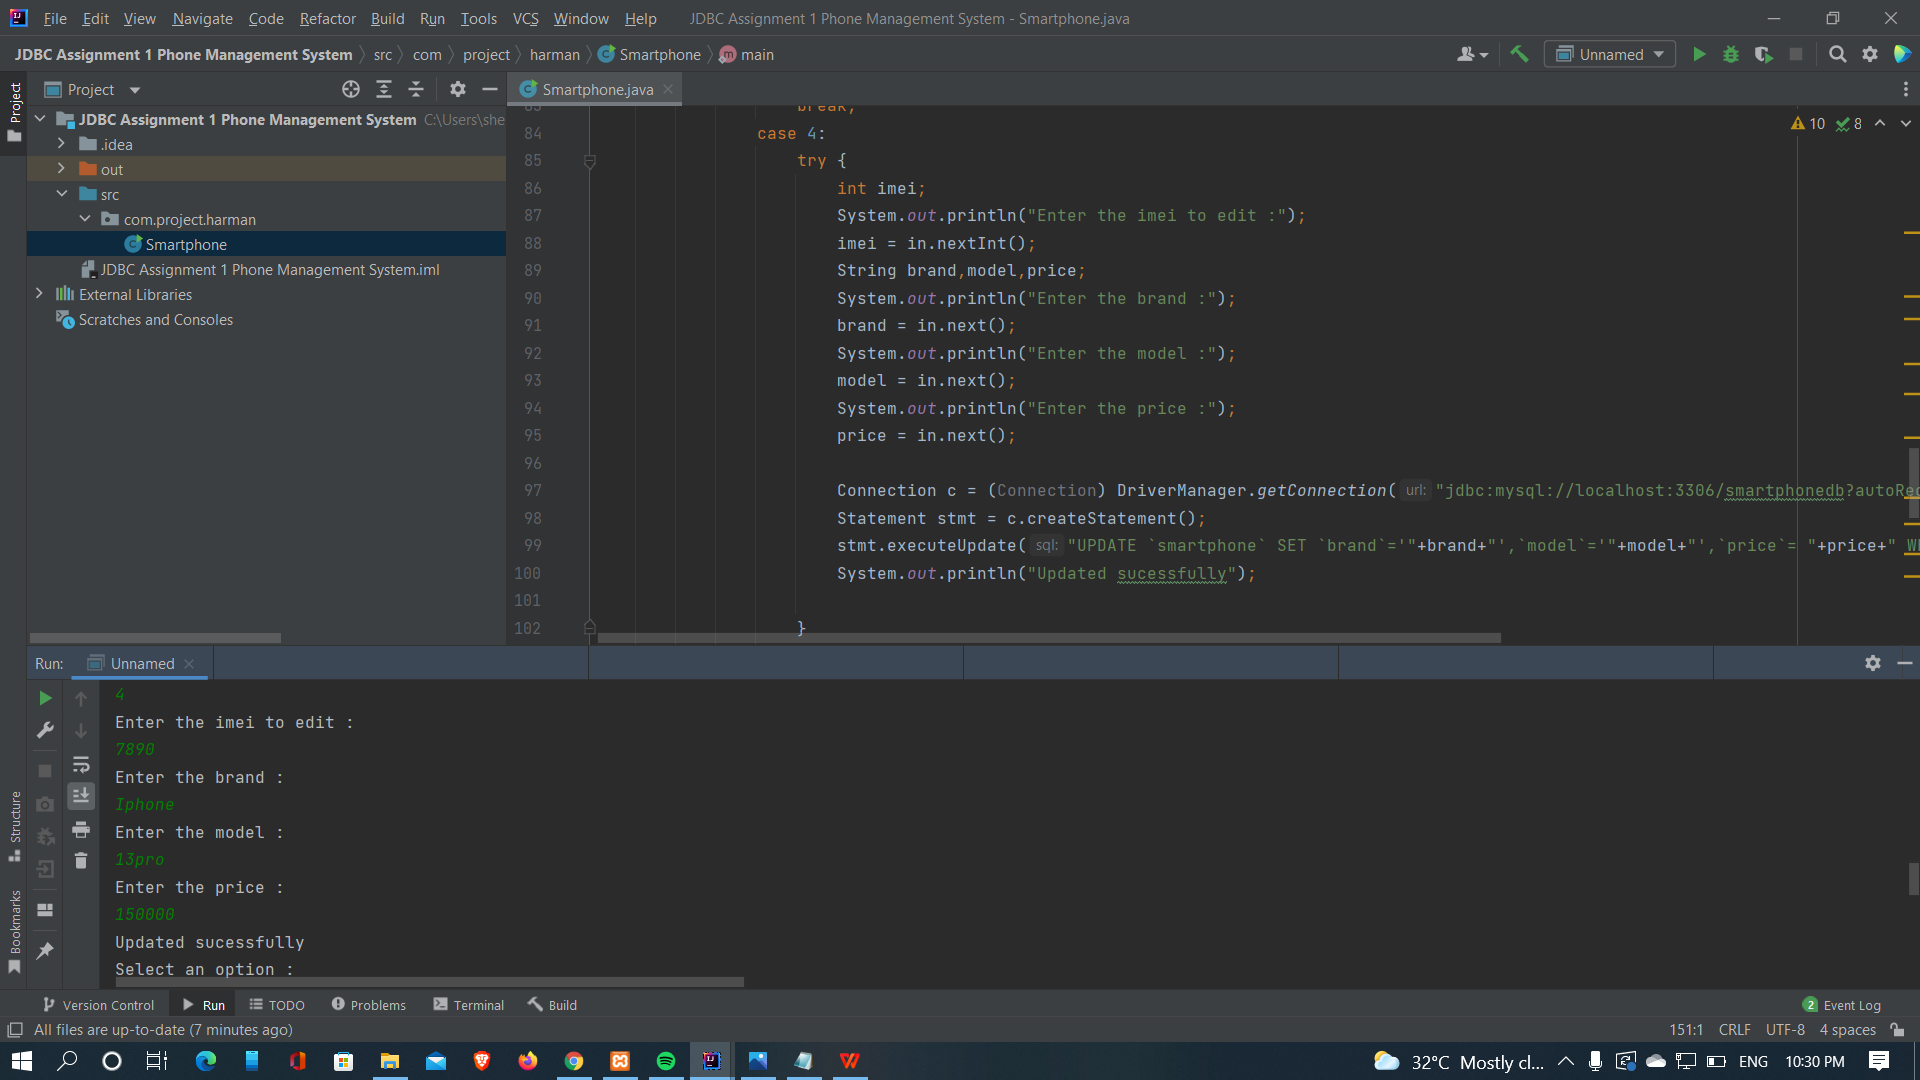 File Edit View Navigate Code Refactor Build Run Tools VCS Window Help JDBC Assignment 1 Phone Management System - Smartphone.java
JDBC Assignment 1 Phone Management System src com project harman Smartphone main
Unnamed
Project
Project
Smartphone.java
JDBC Assignment 1 Phone Management System C:\Users\she
.idea
out
src
com.project.harman
Smartphone
JDBC Assignment 1 Phone Management System.iml
External Libraries
Scratches and Consoles
10 8
83 break;
84 case 4:
85 try {
86 int imei;
87 System.out.println("Enter the imei to edit :");
88 imei = in.nextInt();
89 String brand,model,price;
90 System.out.println("Enter the brand :");
91 brand = in.next();
92 System.out.println("Enter the model :");
93 model = in.next();
94 System.out.println("Enter the price :");
95 price = in.next();
96
97 Connection c = (Connection) DriverManager.getConnection( url: "jdbc:mysql://localhost:3306/smartphonedb?autoRec
98 Statement stmt = c.createStatement();
99 stmt.executeUpdate( sql: "UPDATE `smartphone` SET `brand`='"+brand+"',`model`='"+model+"',`price`= "+price+" W
100 System.out.println("Updated sucessfully");
101
102 }
Run: Unnamed
4
Enter the imei to edit :
7890
Enter the brand :
Iphone
Enter the model :
13pro
Enter the price :
150000
Updated sucessfully
Select an option :
Structure
Bookmarks
Version Control Run TODO Problems Terminal Build 2 Event Log
All files are up-to-date (7 minutes ago) 151:1 CRLF UTF-8 4 spaces
32°C Mostly cl... ENG 10:30 PM